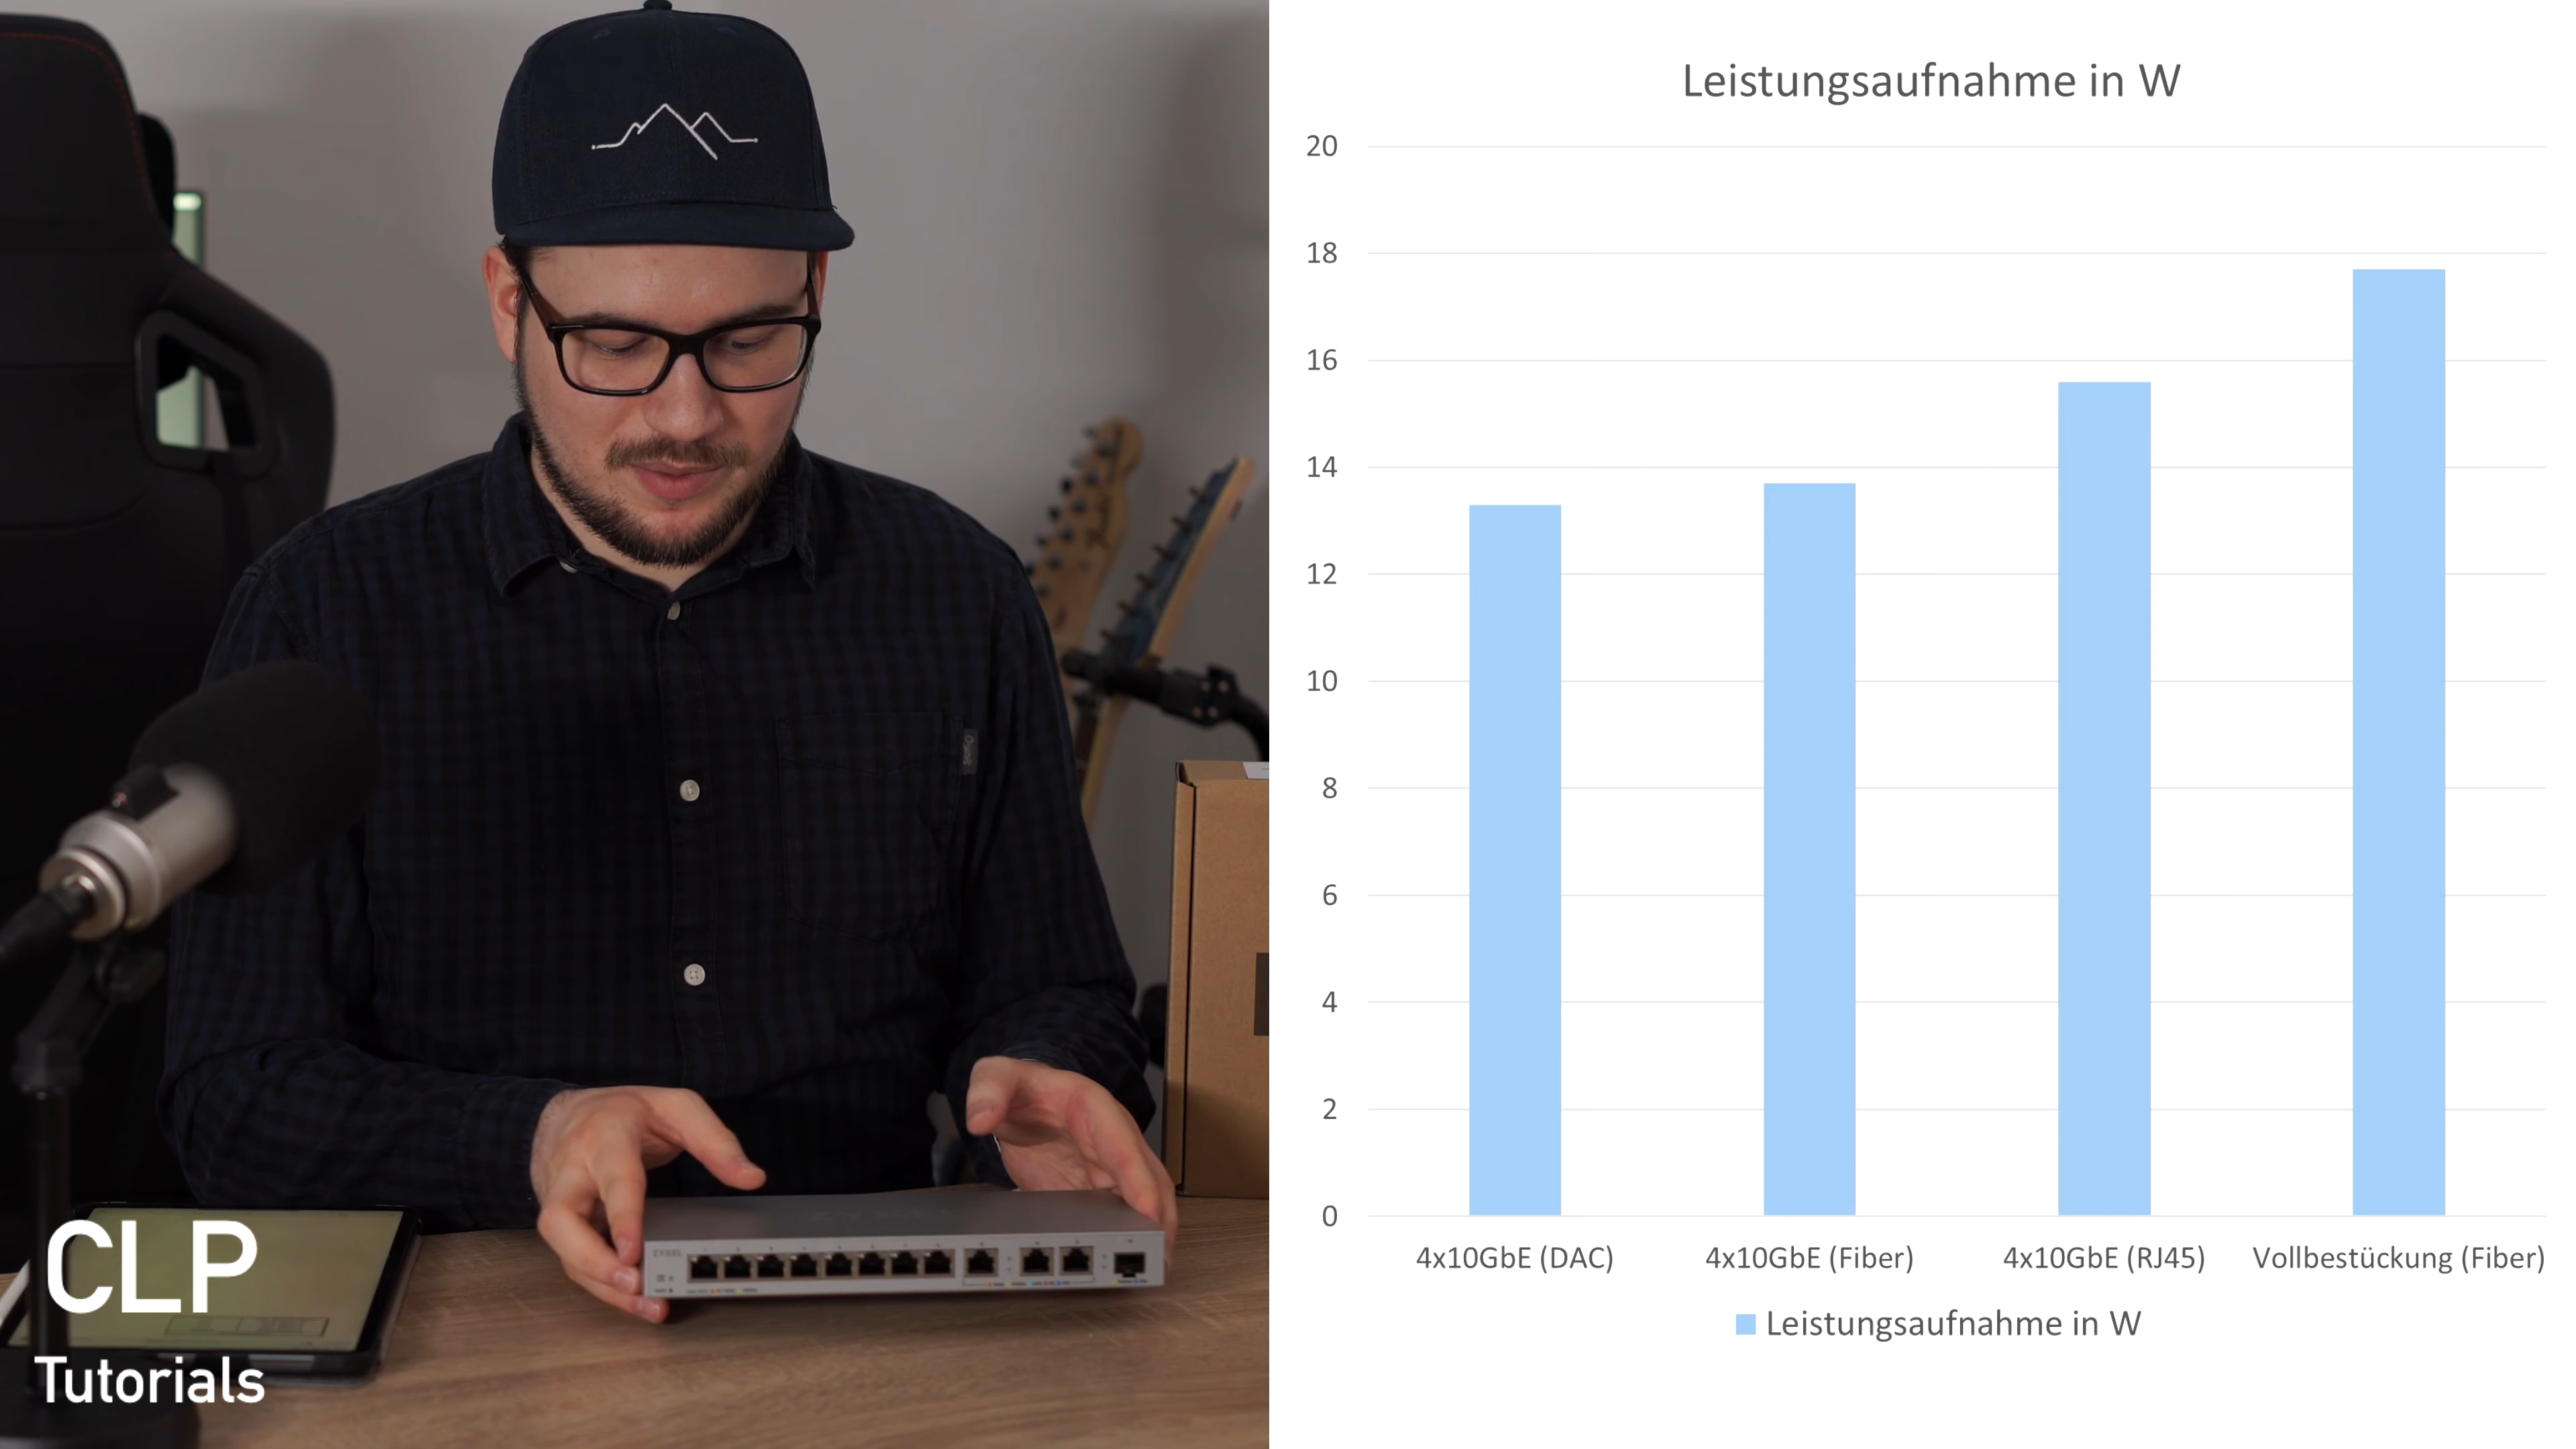 CLP
Tutorials
ZYXEL
Leistungsaufnahme in W
20
18
16
14
12
10
8
6
4
2
0
4x10GbE (DAC)
4x10GbE (Fiber)
4x10GbE (RJ45)
Vollbestückung (Fiber)
Leistungsaufnahme in W